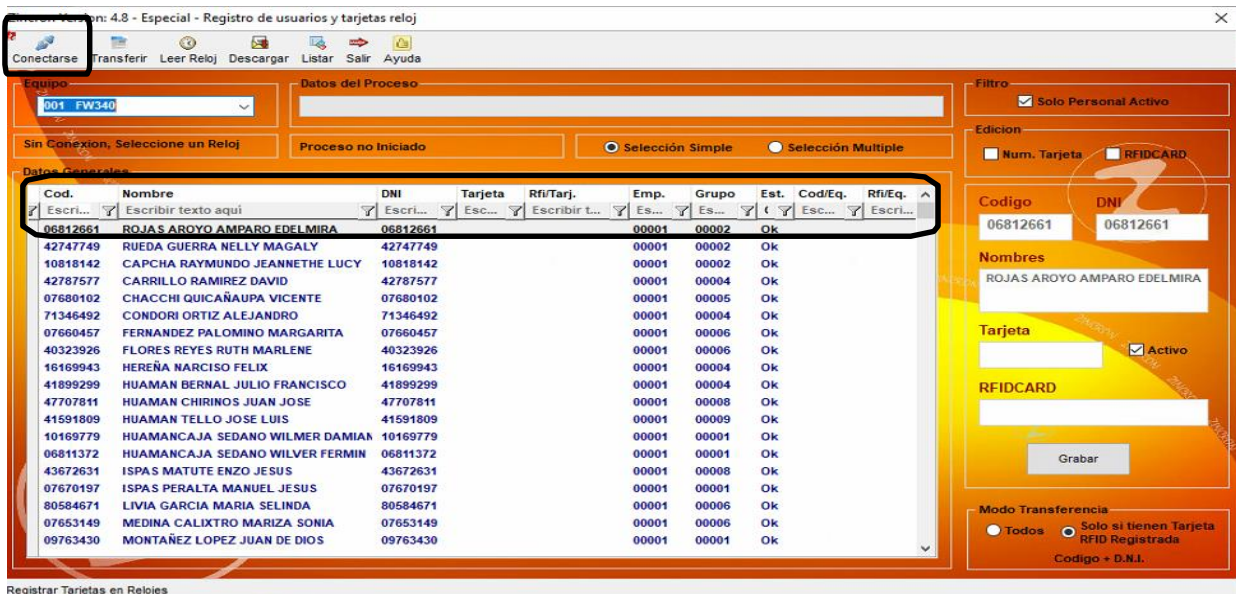 Zincron Version: 4.8 - Especial - Registro de usuarios y tarjetas reloj
Conectarse Transferir Leer Reloj Descargar Listar Salir Ayuda
Equipo
001 FW340
Datos del Proceso
Sin Conexion, Seleccione un Reloj
Proceso no Iniciado
Selección Simple
Selección Multiple
Datos Generales
Cod. Nombre DNI Tarjeta Rfi/Tarj. Emp. Grupo Est. Cod/Eq. Rfi/Eq.
Escri... Escribir texto aquí Escri... Esc... Escribir t... Es... Es... Esc... Escri...
06812661 ROJAS AROYO AMPARO EDELMIRA 06812661 00001 00002 Ok
42747749 RUEDA GUERRA NELLY MAGALY 42747749 00001 00002 Ok
10818142 CAPCHA RAYMUNDO JEANNETHE LUCY 10818142 00001 00002 Ok
42787577 CARRILLO RAMIREZ DAVID 42787577 00001 00004 Ok
07680102 CHACCHI QUICAÑAUPA VICENTE 07680102 00001 00005 Ok
71346492 CONDORI ORTIZ ALEJANDRO 71346492 00001 00004 Ok
07660457 FERNANDEZ PALOMINO MARGARITA 07660457 00001 00006 Ok
40323926 FLORES REYES RUTH MARLENE 40323926 00001 00006 Ok
16169943 HEREÑA NARCISO FELIX 16169943 00001 00004 Ok
41899299 HUAMAN BERNAL JULIO FRANCISCO 41899299 00001 00004 Ok
47707811 HUAMAN CHIRINOS JUAN JOSE 47707811 00001 00008 Ok
41591809 HUAMAN TELLO JOSE LUIS 41591809 00001 00009 Ok
10169779 HUAMANCAJA SEDANO WILMER DAMIAN 10169779 00001 00001 Ok
06811372 HUAMANCAJA SEDANO WILVER FERMIN 06811372 00001 00001 Ok
43672631 ISPAS MATUTE ENZO JESUS 43672631 00001 00008 Ok
07670197 ISPAS PERALTA MANUEL JESUS 07670197 00001 00001 Ok
80584671 LIVIA GARCIA MARIA SELINDA 80584671 00001 00006 Ok
07653149 MEDINA CALIXTRO MARIZA SONIA 07653149 00001 00006 Ok
09763430 MONTAÑEZ LOPEZ JUAN DE DIOS 09763430 00001 00001 Ok
Filtro
Solo Personal Activo
Edicion
Num. Tarjeta RFIDCARD
Codigo DNI
06812661 06812661
Nombres
ROJAS AROYO AMPARO EDELMIRA
Tarjeta
Activo
RFIDCARD
Grabar
Modo Transferencia
Todos
Solo si tienen Tarjeta
RFID Registrada
Codigo + D.N.I.
Registrar Tarjetas en Relojes